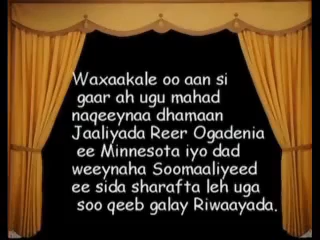 Waxaakale oo aan si
gaar ah ugu mahad
naqeeynaa dhamaan
Jaaliyada Reer Ogadenia
ee Minnesota iyo dad
weeynaha Soomaaliyeed
ee sida sharafta leh uga
soo qeeb galay Riwaayada.